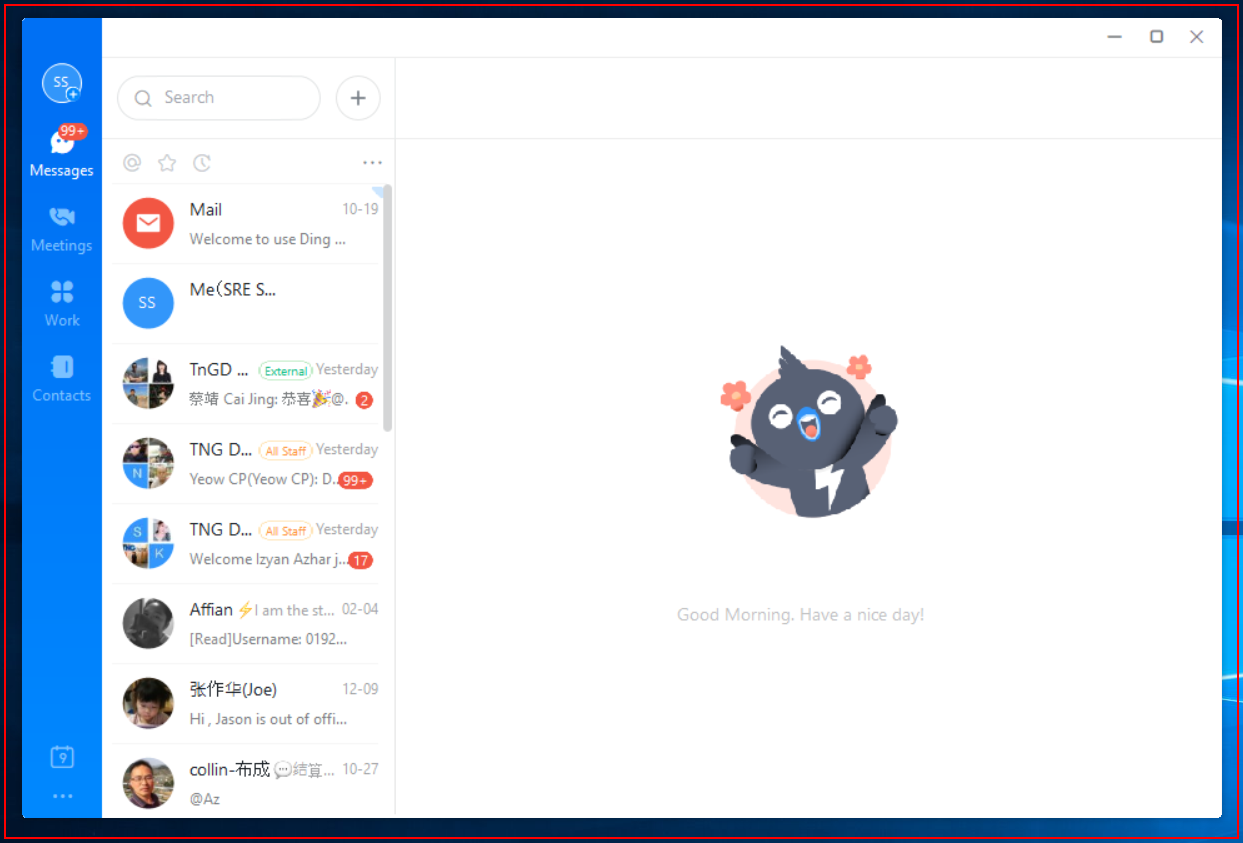 SS
99+
Messages
Meetings
Work
Contacts
9
Search
Mail
10-19
Welcome to use Ding ...
SS
Me(SRE S...
TnGD ...
External
Yesterday
蔡靖 Cai Jing: 恭喜🎉@.
2
N
TNG D...
All Staff
Yesterday
Yeow CP(Yeow CP): D..
99+
S
K
TNG D...
All Staff
Yesterday
Welcome Izyan Azhar j...
17
Affian ⚡I am the st...
02-04
[Read]Username: 0192...
张作华(Joe)
12-09
Hi , Jason is out of offi...
collin-布成 💬结算...
10-27
@Az
Good Morning. Have a nice day!